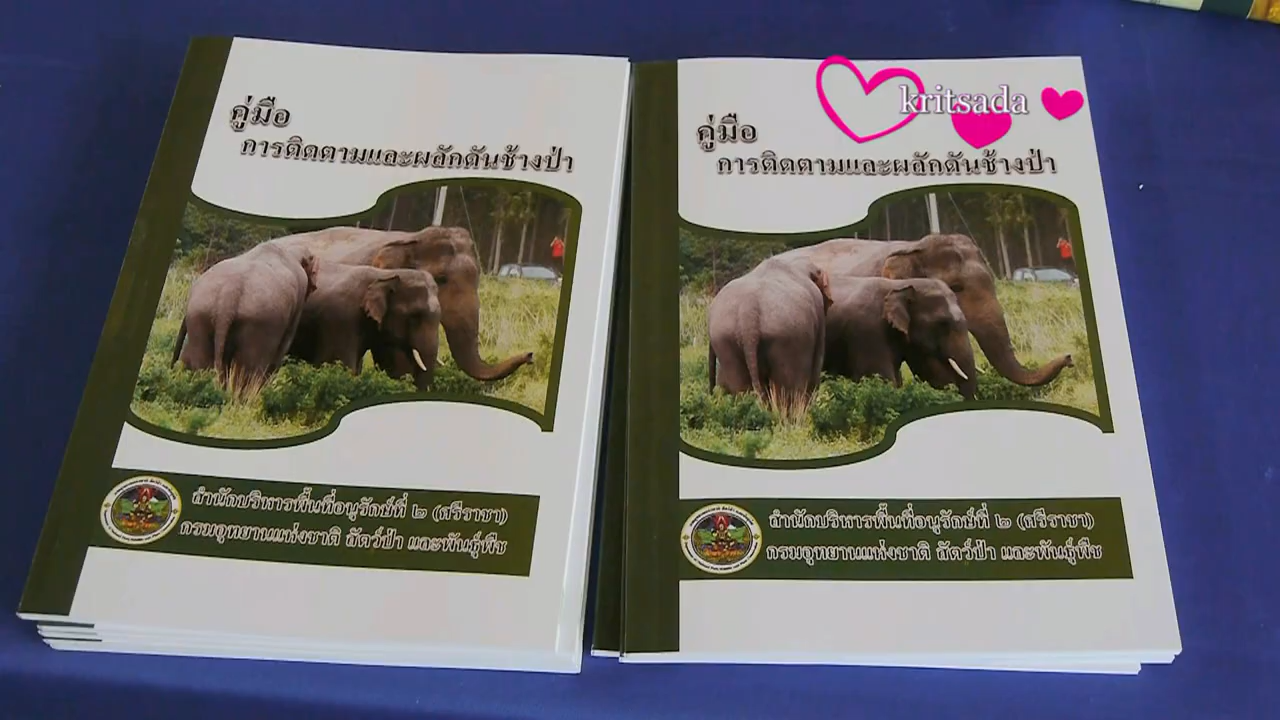 คู่มือ
การติดตามและผลักดันช้างป่า
สำนักบริหารพื้นที่อนุรักษ์ที่ ๒ (ศรีราชา)
กรมอุทยานแห่งชาติ สัตว์ป่า และพันธุ์พืช
kritsada
คู่มือ
การติดตามและผลักดันช้างป่า
สำนักบริหารพื้นที่อนุรักษ์ที่ ๒ (ศรีราชา)
กรมอุทยานแห่งชาติ สัตว์ป่า และพันธุ์พืช